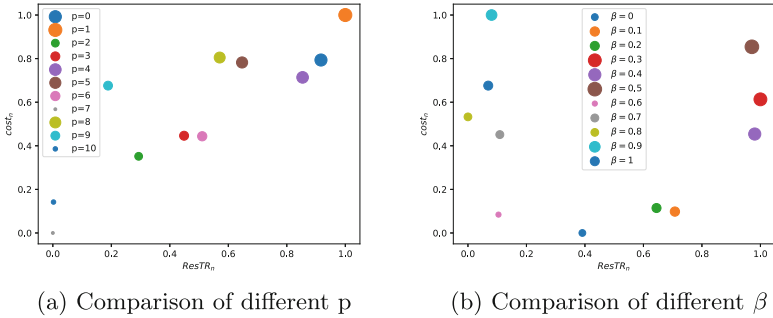 1.0
0.8
0.6
0.4
0.2
0.0
cost_n
0.0 0.2 0.4 0.6 0.8 1.0
ResTR_n
p=0
p=1
p=2
p=3
p=4
p=5
p=6
p=7
p=8
p=9
p=10
(a) Comparison of different p
1.0
0.8
0.6
0.4
0.2
0.0
cost_n
0.0 0.2 0.4 0.6 0.8 1.0
ResTR_n
β = 0
β = 0.1
β = 0.2
β = 0.3
β = 0.4
β = 0.5
β = 0.6
β = 0.7
β = 0.8
β = 0.9
β = 1
(b) Comparison of different β